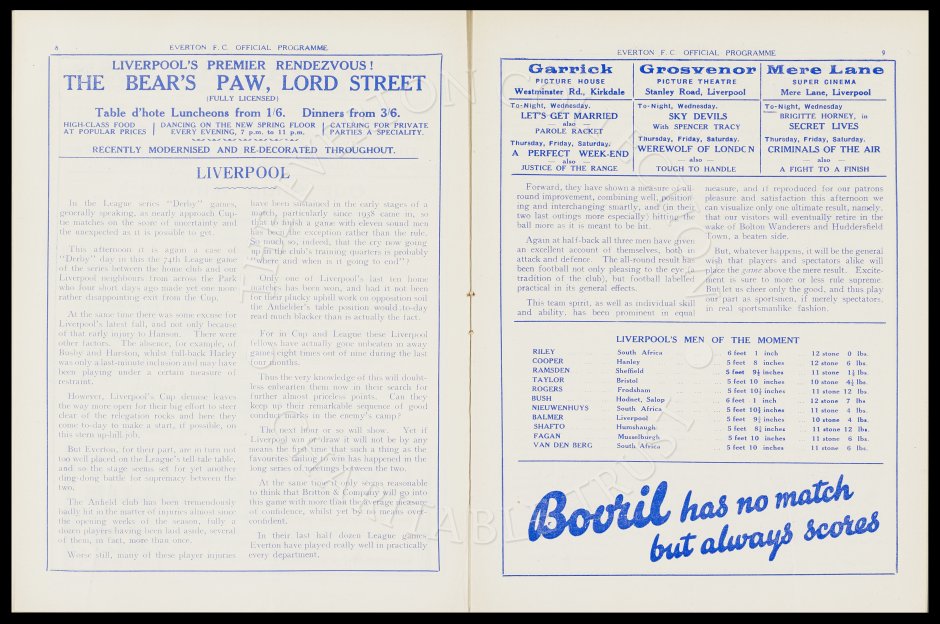 8
EVERTON F.C. OFFICIAL PROGRAMME.
LIVERPOOL'S PREMIER RENDEZVOUS!
THE BEAR'S PAW, LORD STREET
(FULLY LICENSED)
Table d'hote Luncheons from 1/6. Dinners from 3/6.
HIGH-CLASS FOOD
AT POPULAR PRICES
DANCING ON THE NEW SPRING FLOOR
EVERY EVENING, 7 p.m. to 11 p.m.
CATERING FOR PRIVATE
PARTIES A SPECIALITY.
RECENTLY MODERNISED AND RE-DECORATED THROUGHOUT.
LIVERPOOL
In the League series "Derby" games,
generally speaking, as nearly approach Cup-
tie matches on the score of uncertainty and
the unexpected as it is possible to get.
This afternoon it is again a case of
"Derby" day in this the 74th League game
of the series between the home club and our
Liverpool neighbours from across the Park
who four short days ago made yet one more
rather disappointing exit from the Cup.
At the same time there was some excuse for
Liverpool's latest fall, and not only because
of that early injury to Hanson. There were
other factors. The absence, for example, of
Busby and Harston, whilst full-back Harley
was only a last-minute inclusion and may have
been playing under a certain measure of
restraint.
However, Liverpool's Cup demise leaves
the way more open for their big effort to steer
clear of the relegation rocks and here they
come to-day to make a start, if possible, on
this stern up-hill job.
But Everton, for their part, are in turn not
too well placed on the League's tell-tale table,
and so the stage seems set for yet another
ding-dong battle for supremacy between the
two.
The Anfield club has been tremendously
badly hit in the matter of injuries almost since
the opening weeks of the season, fully a
dozen players having been laid aside, several
of them, in fact, more than once.
Worse still, many of these player injuries
have been sustained in the early stages of a
match, particularly since 1938 came in, so
that to finish a game with eleven sound men
has been the exception rather than the rule.
So much so, indeed, that the cry now going
up in the club's training quarters is probably
"where and when is it going to end"?
Only one of Liverpool's last ten home
matches has been won, and had it not been
for their plucky uphill work on opposition soil
the Anfielder's table position would to-day
read much blacker than is actually the fact.
For in Cup and League these Liverpool
fellows have actually gone unbeaten in away
games eight times out of nine during the last
four months.
Thus the very knowledge of this will doubt-
less enhearten them now in their search for
further almost priceless points. Can they
keep up their remarkable sequence of good
conduct marks in the enemy's camp?
The next hour or so will show. Yet if
Liverpool win or draw it will not be by any
means the first time that such a thing as the
favourites failing to win has happened in the
long series of meetings between the two.
At the same time it only seems reasonable
to think that Britton & Company will go into
this game with more than the average measure
of confidence, whilst yet being not over-
confident.
In their last half dozen League games
Everton have played really well in practically
every department.
EVERTON F.C. OFFICIAL PROGRAMME.
9
Garrick
PICTURE HOUSE
Westminster Rd., Kirkdale
To-Night, Wednesday.
LET'S GET MARRIED
— also —
PAROLE RACKET
Thursday, Friday, Saturday.
A PERFECT WEEK-END
— also —
JUSTICE OF THE RANGE
Grosvenor
PICTURE THEATRE
Stanley Road, Liverpool
To-Night, Wednesday.
SKY DEVILS
With SPENCER TRACY
Thursday, Friday, Saturday.
WEREWOLF OF LONDON
— also —
TOUGH TO HANDLE
Mere Lane
SUPER CINEMA
Mere Lane, Liverpool
To-Night, Wednesday
BRIGITTE HORNEY, in
SECRET LIVES
Thursday, Friday, Saturday.
CRIMINALS OF THE AIR
— also —
A FIGHT TO A FINISH
Forward, they have shown a measure of all-
round improvement, combining well, position-
ing and interchanging smartly, and (in their
two last outings more especially) hitting the
ball more as it is meant to be hit.
Again at half-back all three men have given
an excellent account of themselves, both in
attack and defence. The all-round result has
been football not only pleasing to the eye (a
tradition of the club), but football labelled
practical in its general effects.
This team spirit, as well as individual skill
and ability, has been prominent in equal
measure, and if reproduced for our patrons
pleasure and satisfaction this afternoon we
can visualize only one ultimate result, namely,
that our visitors will eventually retire in the
wake of Bolton Wanderers and Huddersfield
Town, a beaten side.
But, whatever happens, it will be the general
wish that players and spectators alike will
place the game above the mere result. Excite-
ment is sure to more or less rule supreme.
But let us cheer only the good, and thus play
our part as sportsmen, if merely spectators,
in real sportsmanlike fashion.
LIVERPOOL'S MEN OF THE MOMENT
RILEY South Africa 6 feet 1 inch 12 stone 0 lbs.
COOPER Hanley 5 feet 8 inches 12 stone 6 lbs.
RAMSDEN Sheffield 5 feet 9½ inches 11 stone 1½ lbs.
TAYLOR Bristol 5 feet 10 inches 10 stone 4½ lbs.
ROGERS Frodsham 5 feet 10½ inches 11 stone 12 lbs.
BUSH Hodnet, Salop 6 feet 1 inch 12 stone 7 lbs.
NIEUWENHUYS South Africa 5 feet 10½ inches 11 stone 4 lbs.
BALMER Liverpool 5 feet 9½ inches 10 stone 4 lbs.
SHAFTO Humshaugh 5 feet 8½ inches 11 stone 12 lbs.
FAGAN Musselburgh 5 feet 10 inches 11 stone 6 lbs.
VAN DEN BERG South Africa 5 feet 10 inches 11 stone 6 lbs.
Bovril has no match
but always scores